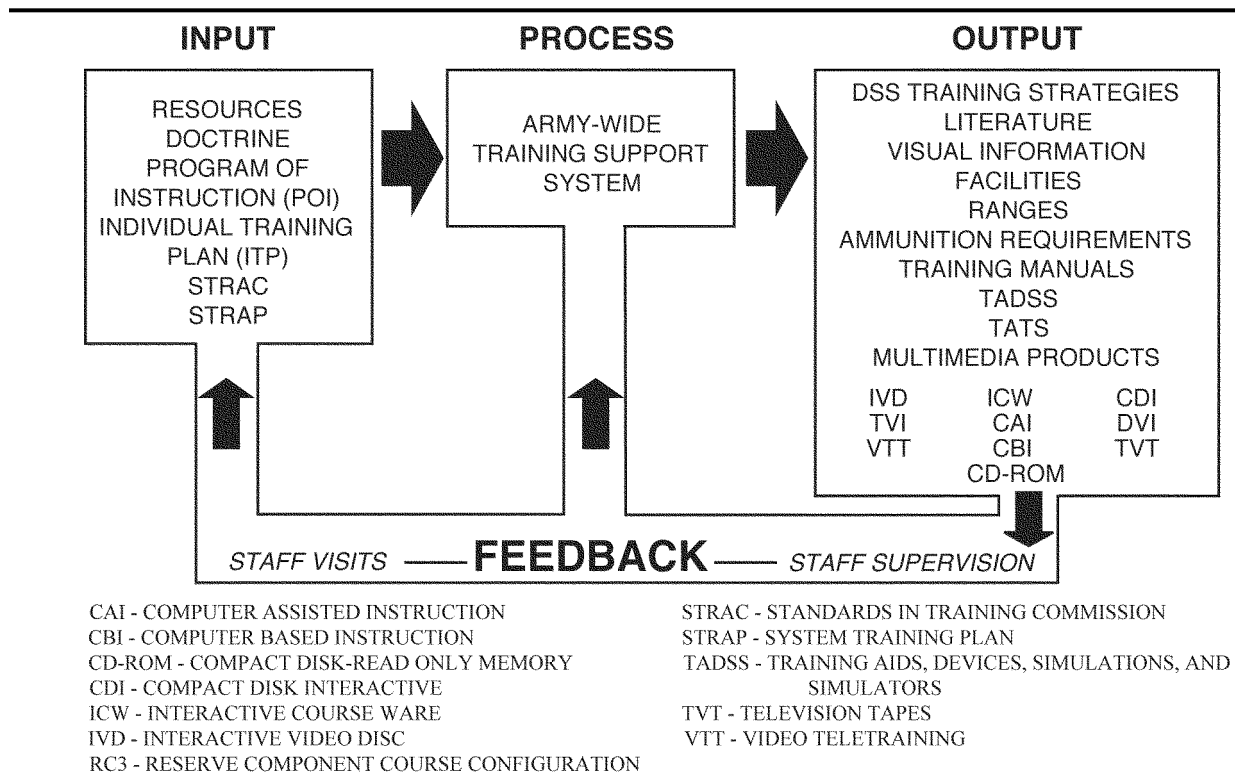 INPUT
PROCESS
OUTPUT
RESOURCES
DOCTRINE
PROGRAM OF
INSTRUCTION (POI)
INDIVIDUAL TRAINING
PLAN (ITP)
STRAC
STRAP
ARMY-WIDE
TRAINING SUPPORT
SYSTEM
DSS TRAINING STRATEGIES
LITERATURE
VISUAL INFORMATION
FACILITIES
RANGES
AMMUNITION REQUIREMENTS
TRAINING MANUALS
TADSS
TATS
MULTIMEDIA PRODUCTS
IVD ICW CDI
TVI CAI DVI
VTT CBI TVT
CD-ROM
STAFF VISITS — FEEDBACK — STAFF SUPERVISION
CAI - COMPUTER ASSISTED INSTRUCTION
CBI - COMPUTER BASED INSTRUCTION
CD-ROM - COMPACT DISK-READ ONLY MEMORY
CDI - COMPACT DISK INTERACTIVE
ICW - INTERACTIVE COURSE WARE
IVD - INTERACTIVE VIDEO DISC
RC3 - RESERVE COMPONENT COURSE CONFIGURATION
STRAC - STANDARDS IN TRAINING COMMISSION
STRAP - SYSTEM TRAINING PLAN
TADSS - TRAINING AIDS, DEVICES, SIMULATIONS, AND
SIMULATORS
TVT - TELEVISION TAPES
VTT - VIDEO TELETRAINING